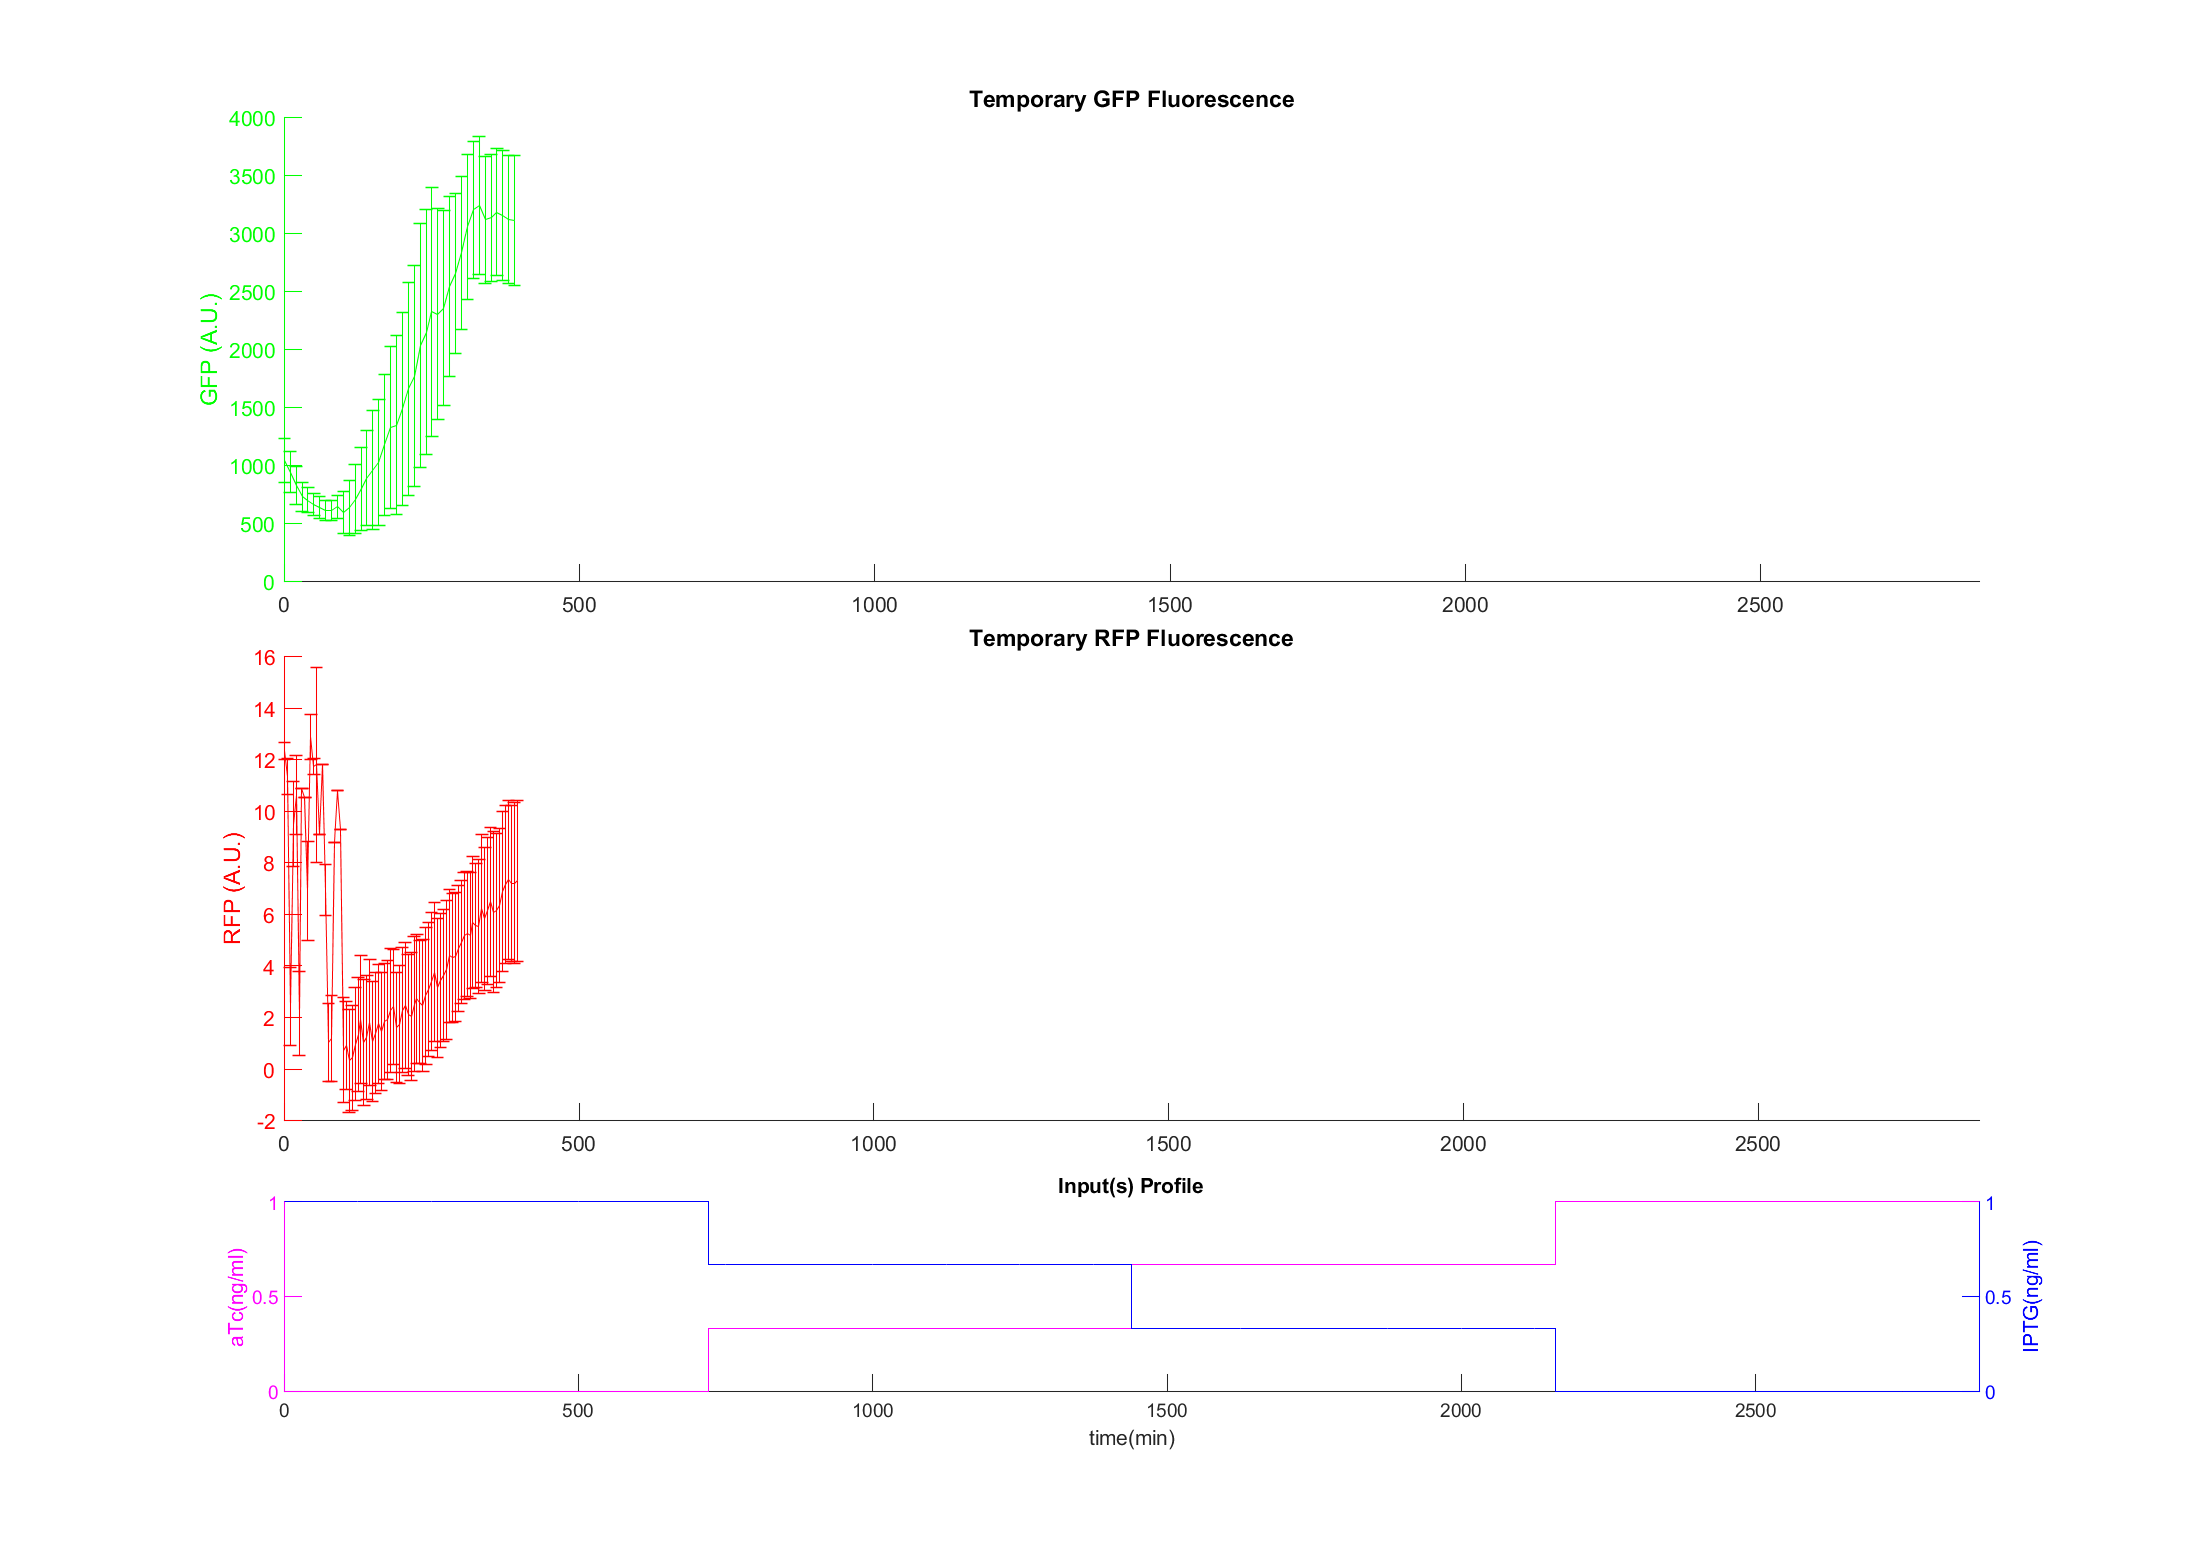 Temporary GFP Fluorescence
4000
3500
3000
2500
2000
1500
1000
500
0
GFP (A.U.)
0 500 1000 1500 2000 2500
Temporary RFP Fluorescence
16
14
12
10
8
6
4
2
0
-2
RFP (A.U.)
0 500 1000 1500 2000 2500
Input(s) Profile
1
0.5
0
aTc(ng/ml)
1
0.5
0
IPTG(ng/ml)
0 500 1000 1500 2000 2500
time(min)